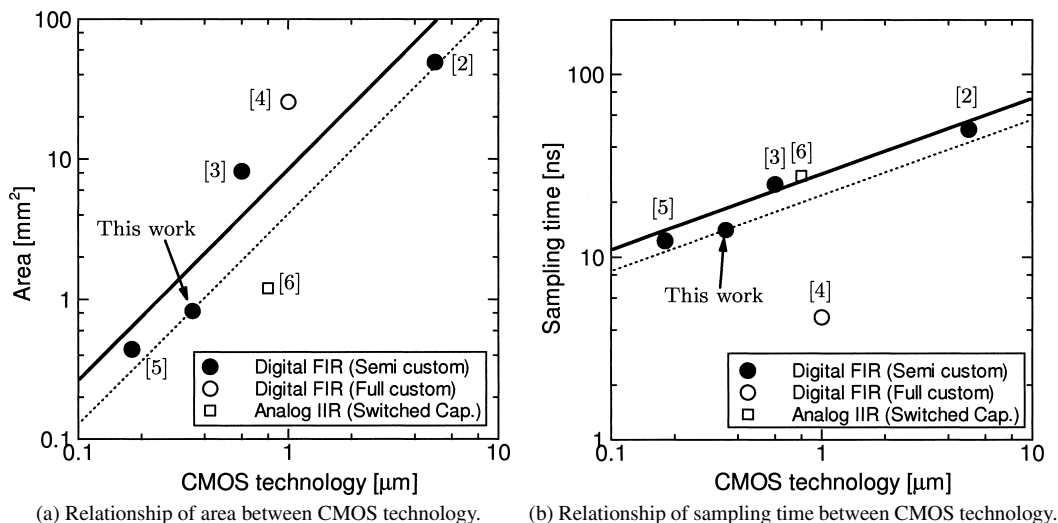 100
10
1
0.1
0.1
1
10
Area [mm²]
CMOS technology [μm]
[2]
[4]
[3]
This work
[6]
[5]
Digital FIR (Semi custom)
Digital FIR (Full custom)
Analog IIR (Switched Cap.)
(a) Relationship of area between CMOS technology.
100
10
1
0.1
1
10
Sampling time [ns]
CMOS technology [μm]
[2]
[3]
[6]
[5]
This work
[4]
Digital FIR (Semi custom)
Digital FIR (Full custom)
Analog IIR (Switched Cap.)
(b) Relationship of sampling time between CMOS technology.